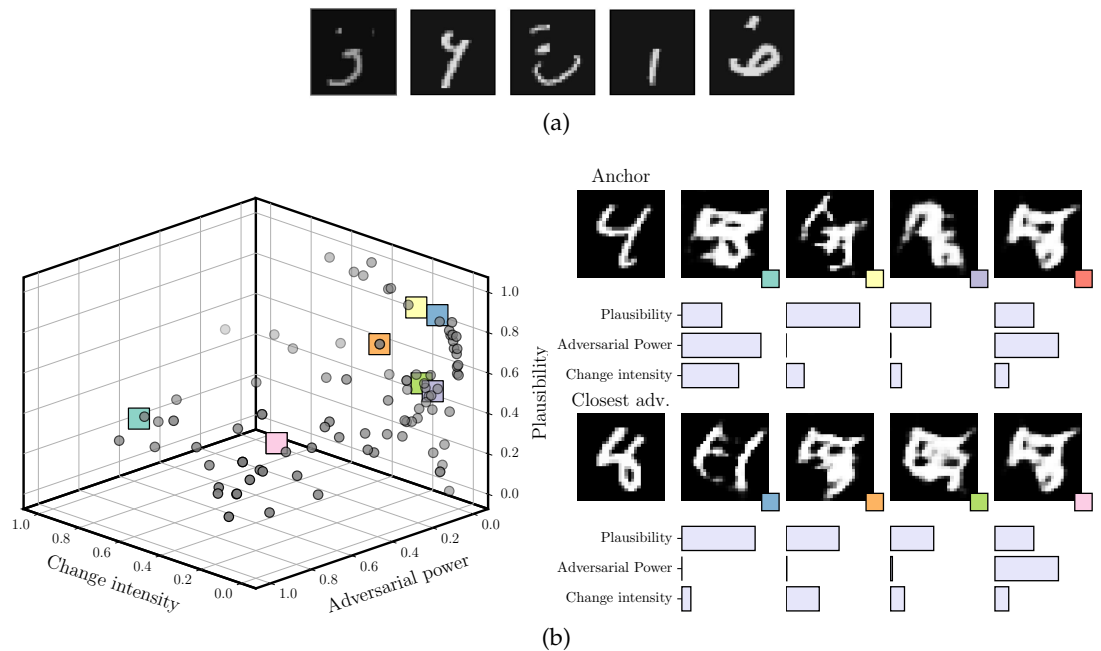 (a)
Anchor
Plausibility
Adversarial Power
Change intensity
Closest adv.
Plausibility
Adversarial Power
Change intensity
1.0
0.8
0.6
0.4
0.2
0.0
Plausibility
1.0
0.8
0.6
0.4
0.2
0.0
Change intensity
0.0
0.2
0.4
0.6
0.8
1.0
Adversarial power
(b)